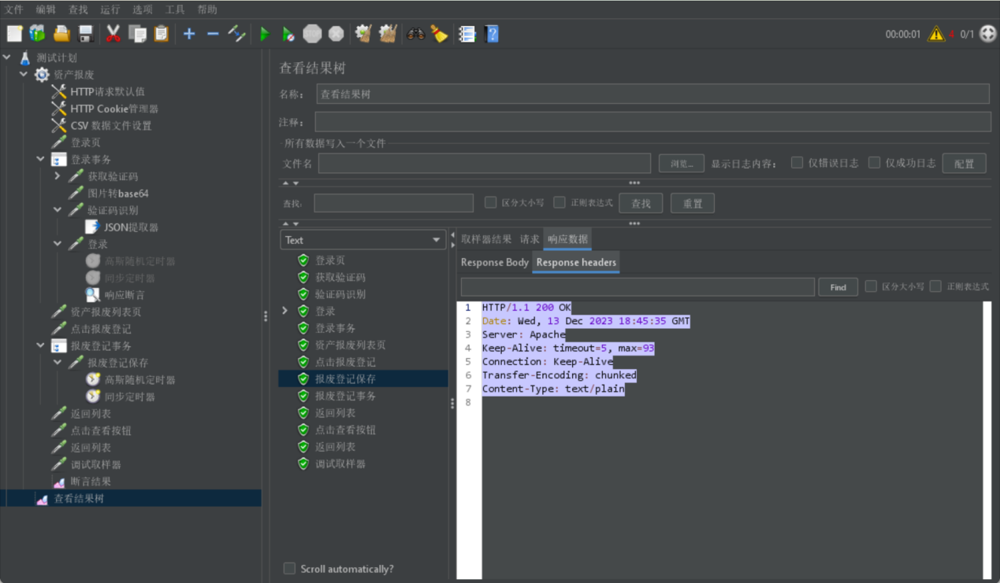 文件 编辑 查找 运行 选项 工具 帮助
00:00:01 4 0/1
测试计划
资产报废
HTTP请求默认值
HTTP Cookie管理器
CSV 数据文件设置
登录页
登录事务
获取验证码
图片转base64
验证码识别
JSON提取器
登录
高斯随机定时器
同步定时器
响应断言
资产报废列表页
点击报废登记
报废登记事务
报废登记保存
高斯随机定时器
同步定时器
返回列表
点击查看按钮
返回列表
调试取样器
断言结果
查看结果树
查看结果树
名称： 查看结果树
注释：
所有数据写入一个文件
文件名 浏览... 显示日志内容： 仅错误日志 仅成功日志 配置
查找: 区分大小写 正则表达式 查找 重置
Text
登录页
获取验证码
验证码识别
登录
登录事务
资产报废列表页
点击报废登记
报废登记保存
报废登记事务
返回列表
点击查看按钮
返回列表
调试取样器
Scroll automatically?
取样器结果 请求 响应数据
Response Body Response headers
Find 区分大小写 正则表达式
1 HTTP/1.1 200 OK
2 Date: Wed, 13 Dec 2023 18:45:35 GMT
3 Server: Apache
4 Keep-Alive: timeout=5, max=93
5 Connection: Keep-Alive
6 Transfer-Encoding: chunked
7 Content-Type: text/plain
8